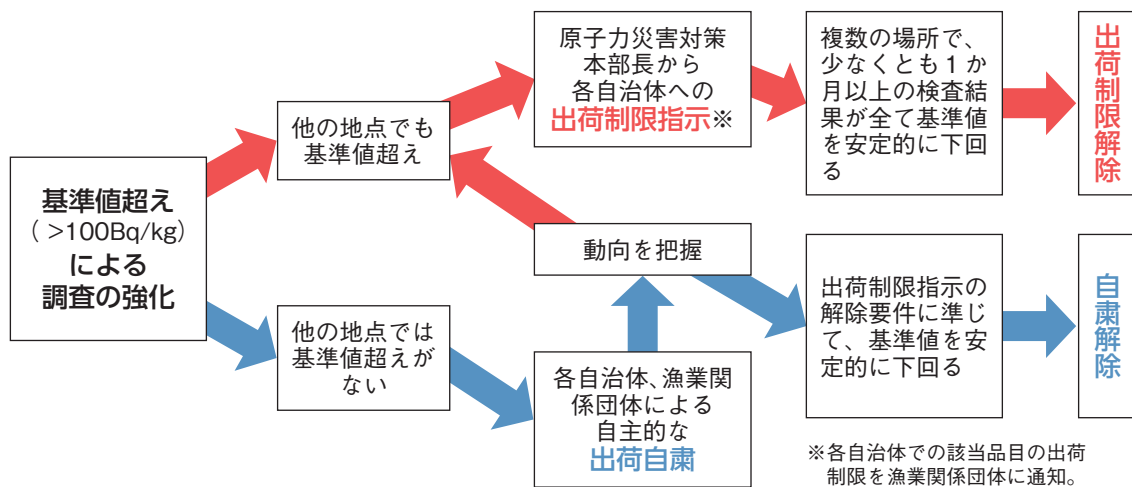 基準値超え
( >100Bq/kg)
による
調査の強化
他の地点でも
基準値超え
原子力災害対策
本部長から
各自治体への
出荷制限指示※
複数の場所で、
少なくとも1か
月以上の検査結
果が全て基準値
を安定的に下回
る
出荷制限解除
動向を把握
他の地点では
基準値超えが
ない
各自治体、漁業関
係団体による
自主的な
出荷自粛
出荷制限指示の
解除要件に準じ
て、基準値を安
定的に下回る
自粛解除
※各自治体での該当品目の出荷
制限を漁業関係団体に通知。